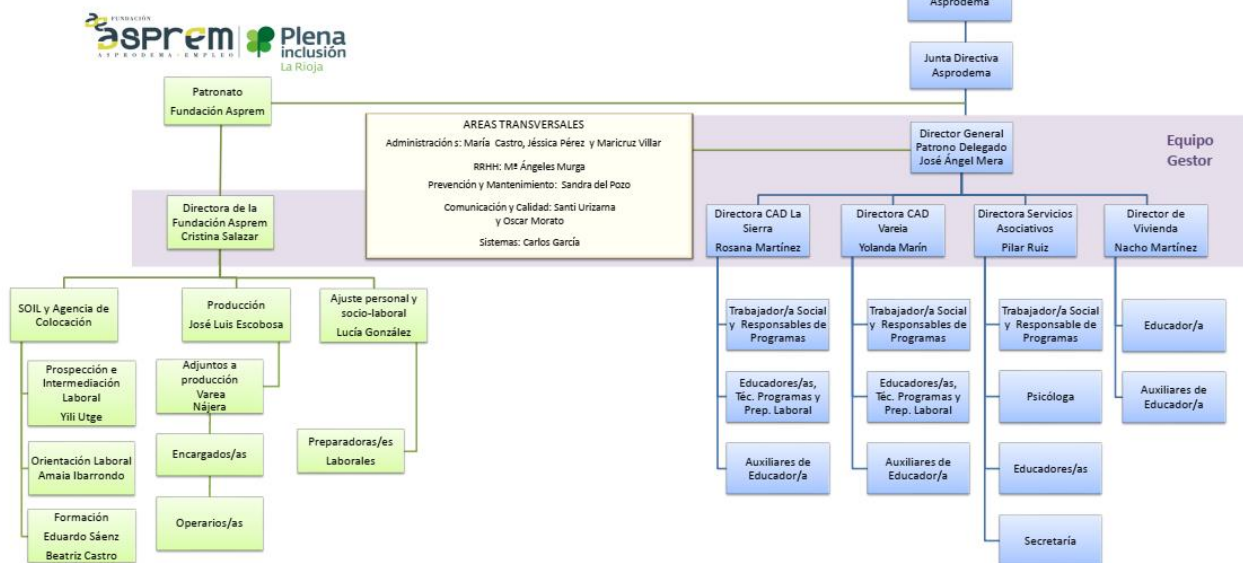 Asprodema
FUNDACIÓN
asprem
ASPRODEMA-EMPLEO
Plena
inclusión
La Rioja
Junta Directiva
Asprodema
Patronato
Fundación Asprem
AREAS TRANSVERSALES
Administración s: María Castro, Jéssica Pérez y Maricruz Villar
RRHH: Mª Ángeles Murga
Prevención y Mantenimiento: Sandra del Pozo
Comunicación y Calidad: Santi Urizarna
y Oscar Morato
Sistemas: Carlos García
Director General
Patrono Delegado
José Ángel Mera
Equipo
Gestor
Directora de la
Fundación Asprem
Cristina Salazar
Directora CAD La
Sierra
Rosana Martínez
Directora CAD
Vareia
Yolanda Marín
Directora Servicios
Asociativos
Pilar Ruiz
Director de
Vivienda
Nacho Martínez
SOIL y Agencia de
Colocación
Producción
José Luis Escobosa
Ajuste personal y
socio-laboral
Lucía González
Prospección e
Intermediación
Laboral
Yili Utge
Orientación Laboral
Amaia Ibarrondo
Formación
Eduardo Sáenz
Beatriz Castro
Adjuntos a
producción
Varea
Nájera
Encargados/as
Operarios/as
Preparadoras/es
Laborales
Trabajador/a Social
y Responsables de
Programas
Educadores/as,
Téc. Programas y
Prep. Laboral
Auxiliares de
Educador/a
Trabajador/a Social
y Responsables de
Programas
Educadores/as,
Téc. Programas y
Prep. Laboral
Auxiliares de
Educador/a
Trabajador/a Social
y Responsable de
Programas
Psicóloga
Educadores/as
Secretaría
Educador/a
Auxiliares de
Educador/a